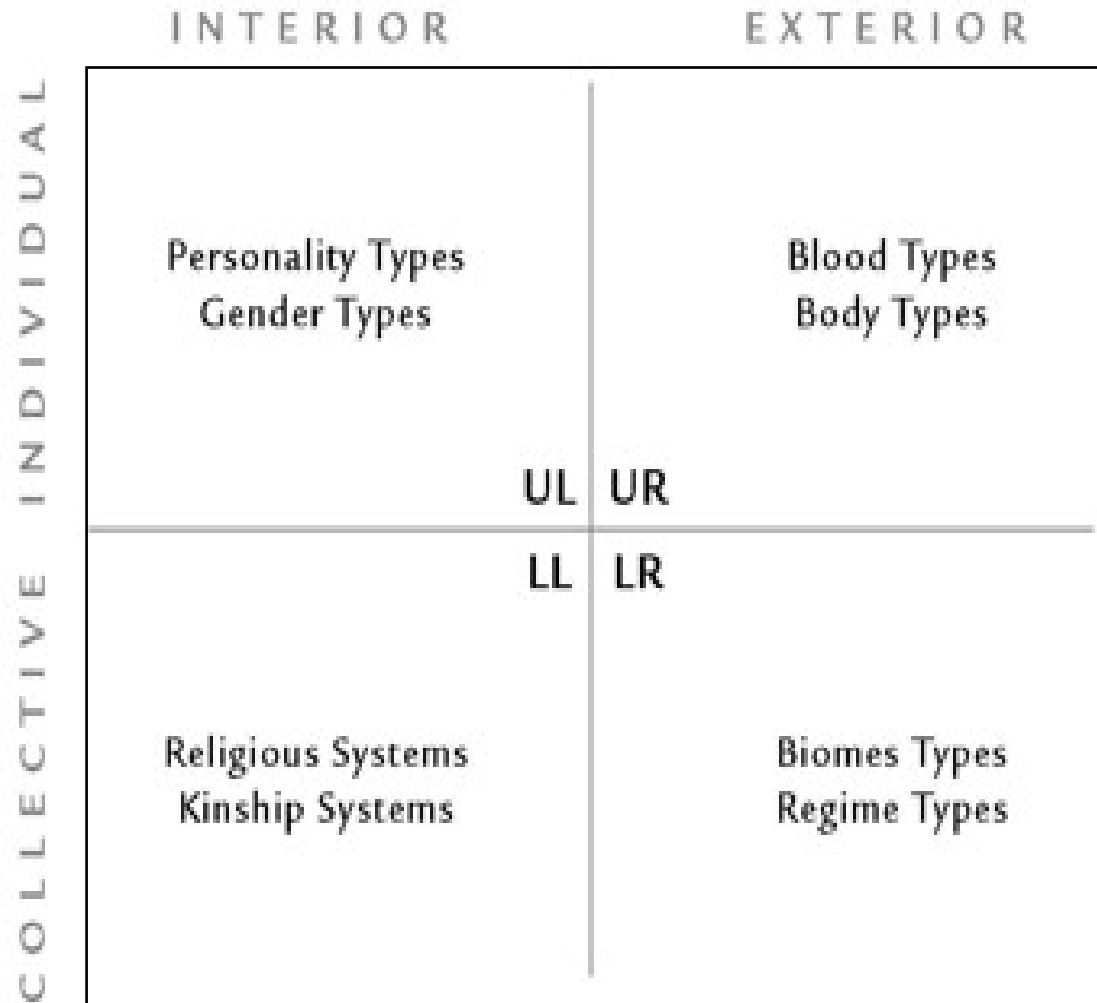 INTERIOR EXTERIOR
INDIVIDUAL
Personality Types
Gender Types
Blood Types
Body Types
UL UR
COLLECTIVE
LL LR
Religious Systems
Kinship Systems
Biomes Types
Regime Types